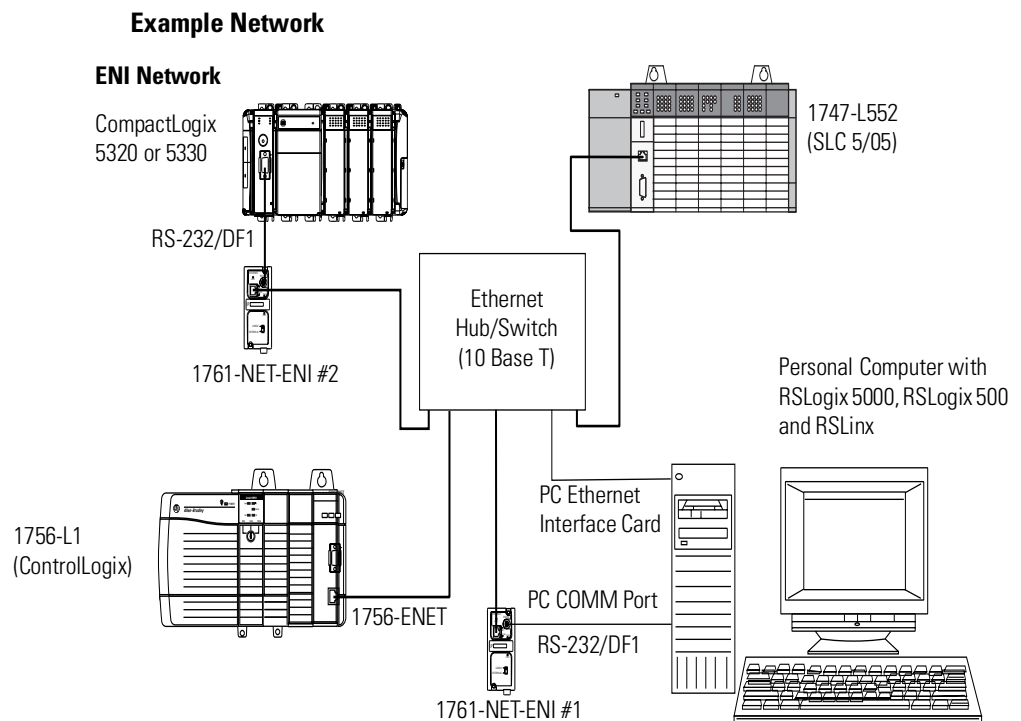 Example Network
ENI Network
CompactLogix
5320 or 5330
1747-L552
(SLC 5/05)
RS-232/DF1
Ethernet
Hub/Switch
(10 Base T)
1761-NET-ENI #2
Personal Computer with
RSLogix 5000, RSLogix 500
and RSLinx
PC Ethernet
Interface Card
1756-L1
(ControlLogix)
1756-ENET
PC COMM Port
RS-232/DF1
1761-NET-ENI #1